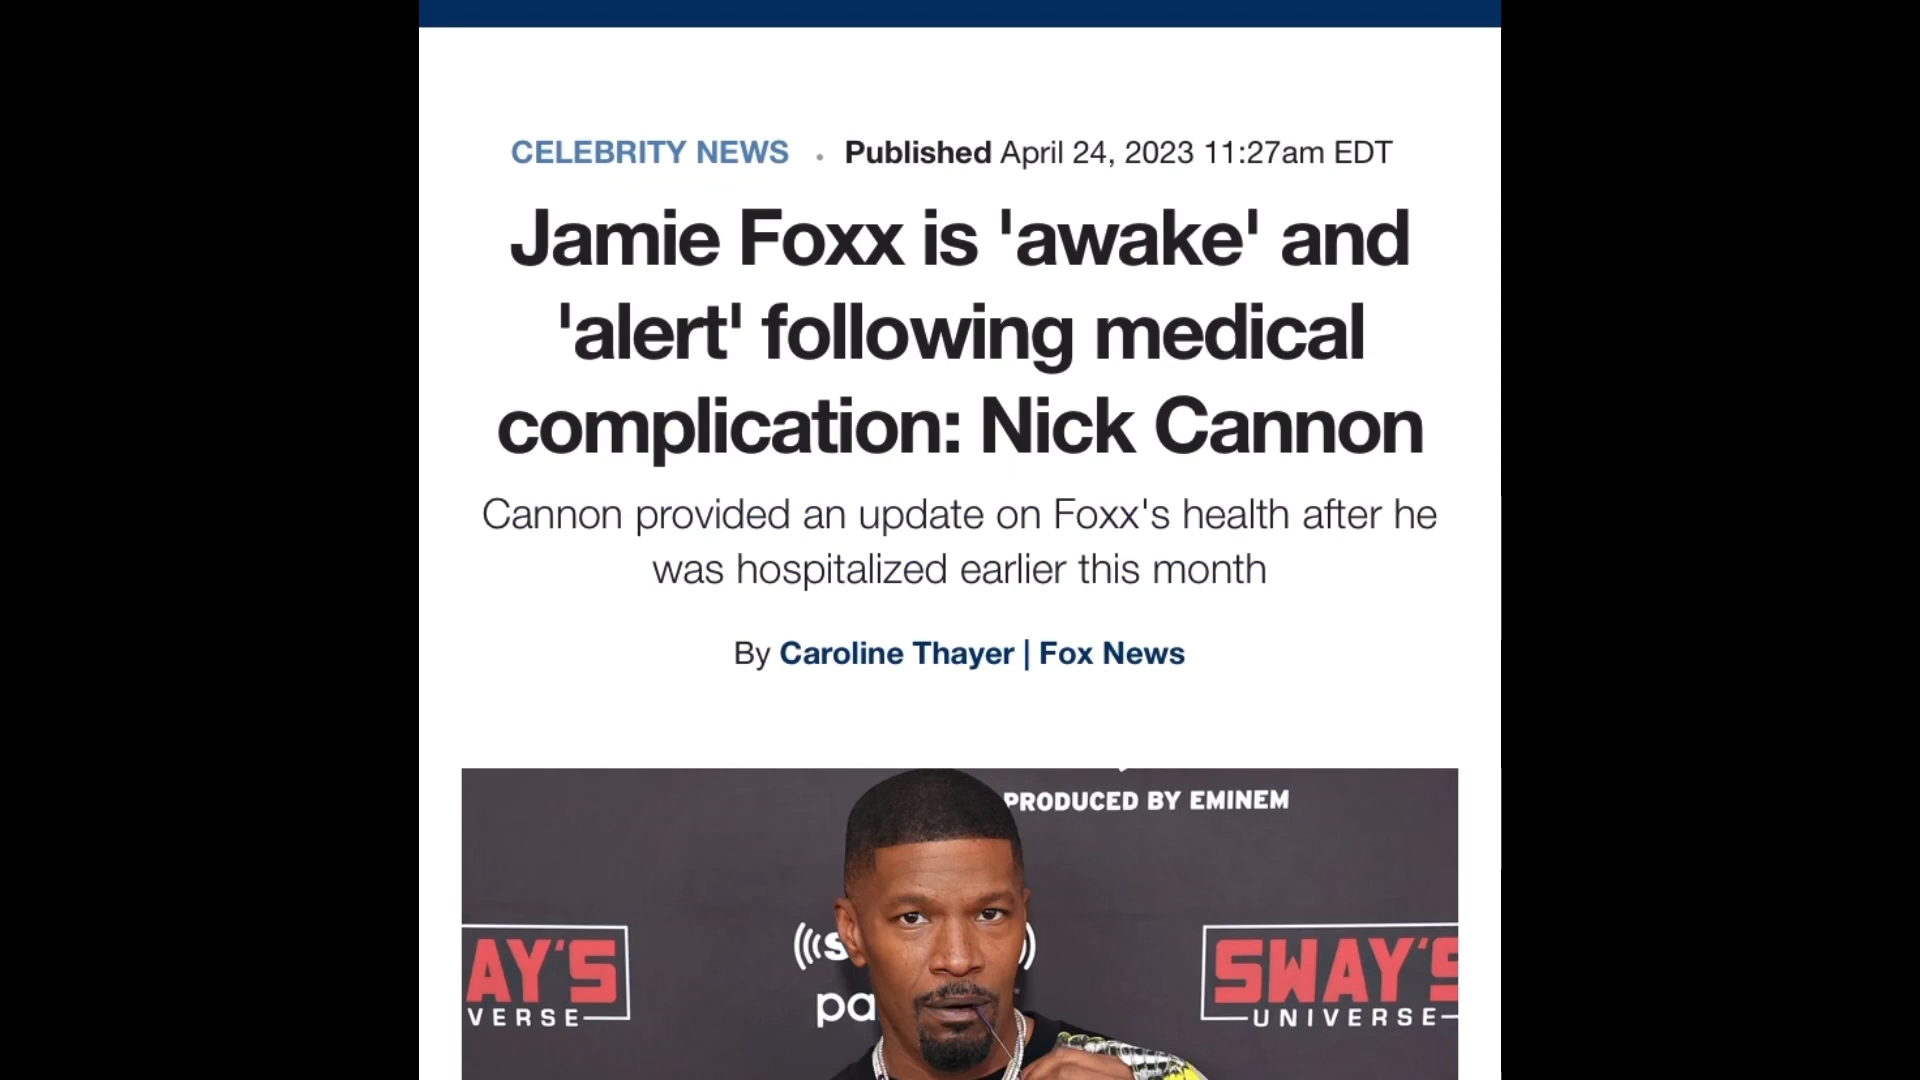 CELEBRITY NEWS · Published April 24, 2023 11:27am EDT
Jamie Foxx is 'awake' and
'alert' following medical
complication: Nick Cannon
Cannon provided an update on Foxx's health after he
was hospitalized earlier this month
By Caroline Thayer | Fox News
PRODUCED BY EMINEM
AY'S
VERSE
((s
pa
SWAY'S
UNIVERSE